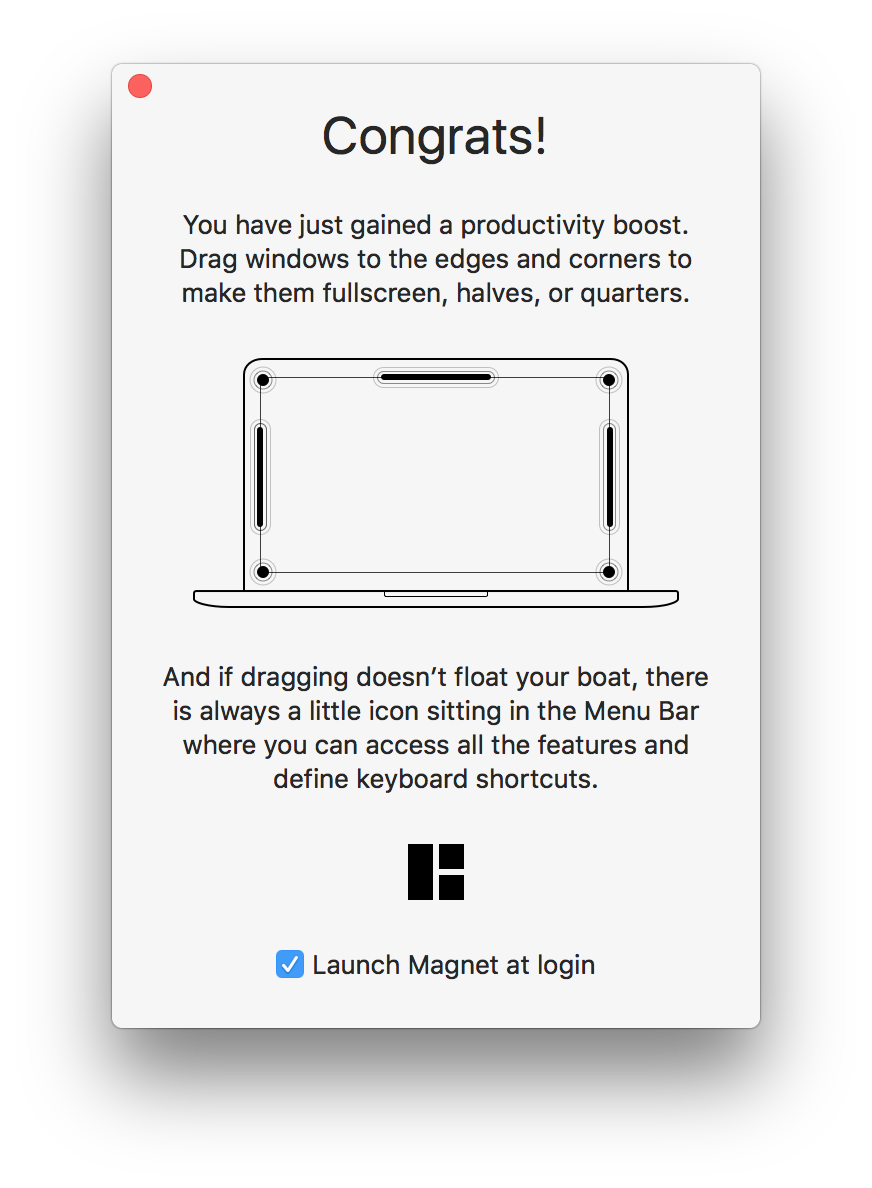 Congrats!
You have just gained a productivity boost.
Drag windows to the edges and corners to
make them fullscreen, halves, or quarters.
And if dragging doesn’t float your boat, there
is always a little icon sitting in the Menu Bar
where you can access all the features and
define keyboard shortcuts.
Launch Magnet at login